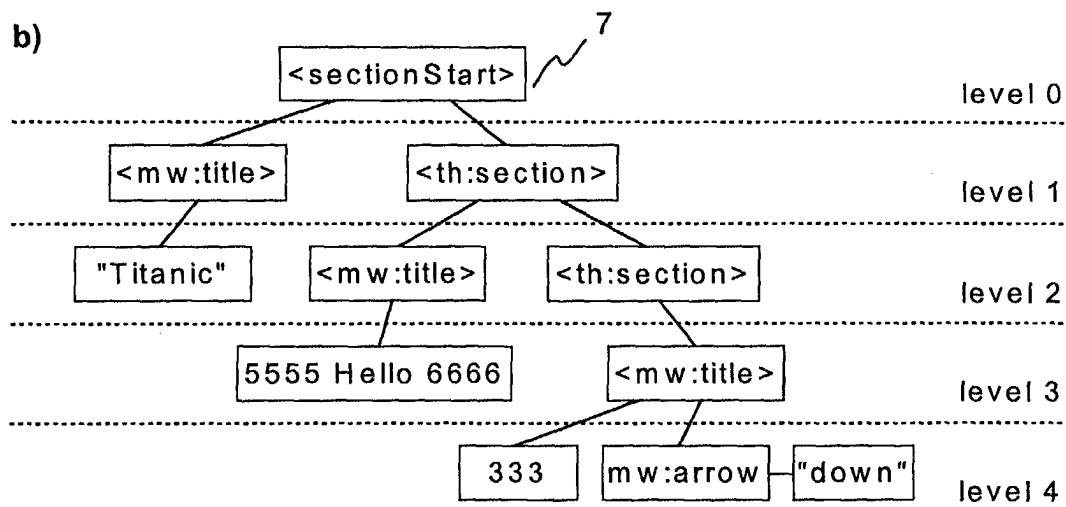 b)
7
<sectionStart>
level 0
<mw:title>
<th:section>
level 1
"Titanic"
<mw:title>
<th:section>
level 2
5555 Hello 6666
<mw:title>
level 3
333
mw:arrow
"down"
level 4